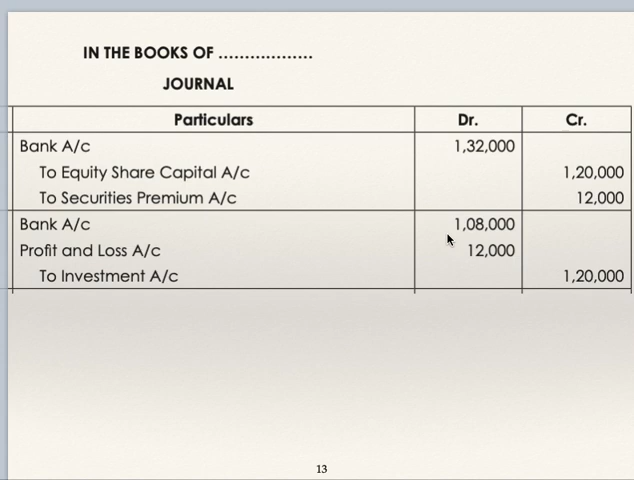 IN THE BOOKS OF ..................
JOURNAL
Particulars Dr. Cr.
Bank A/c 1,32,000
To Equity Share Capital A/c 1,20,000
To Securities Premium A/c 12,000
Bank A/c 1,08,000
Profit and Loss A/c 12,000
To Investment A/c 1,20,000
13